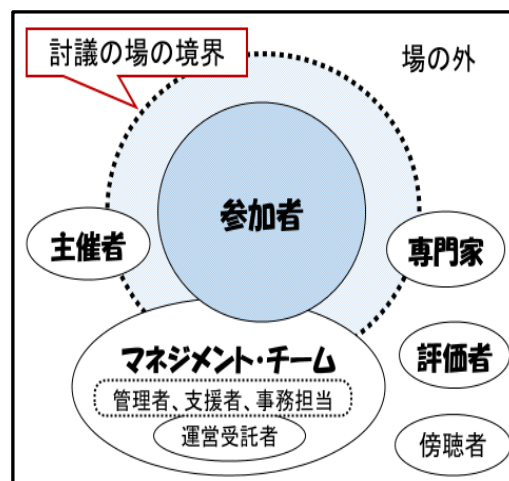 討議の場の境界
場の外
参加者
主催者
専門家
マネジメント・チーム
管理者、支援者、事務担当
運営受託者
評価者
傍聴者